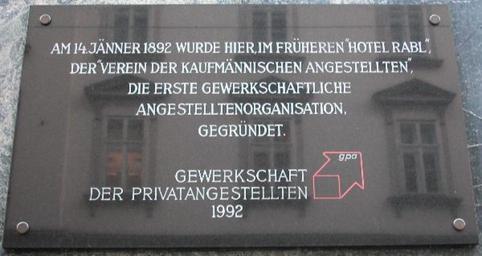 AM 14. JÄNNER 1892 WURDE HIER, IM FRÜHEREN "HOTEL RABL",
DER "VEREIN DER KAUFMÄNNISCHEN ANGESTELLTEN",
DIE ERSTE GEWERKSCHAFTLICHE
ANGESTELLTENORGANISATION,
GEGRÜNDET.
GEWERKSCHAFT
DER PRIVATANGESTELLTEN
1992
gpa